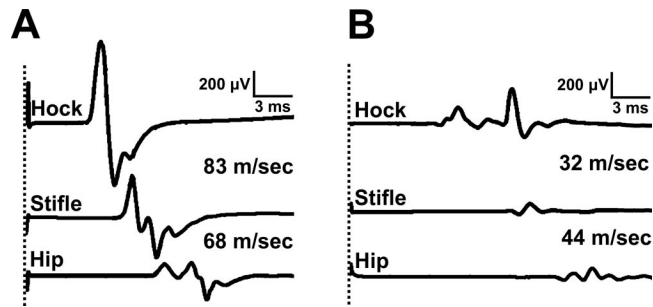 A
200 µV
3 ms
Hock
83 m/sec
Stifle
68 m/sec
Hip
B
200 µV
3 ms
Hock
32 m/sec
Stifle
44 m/sec
Hip